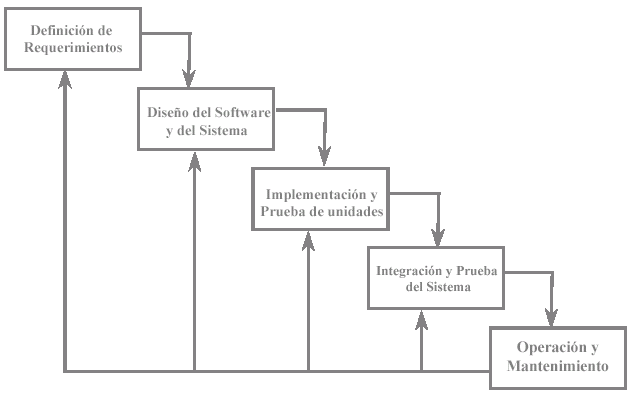 Definición de
Requerimientos
Diseño del Software
y del Sistema
Implementación y
Prueba de unidades
Integración y Prueba
del Sistema
Operación y
Mantenimiento